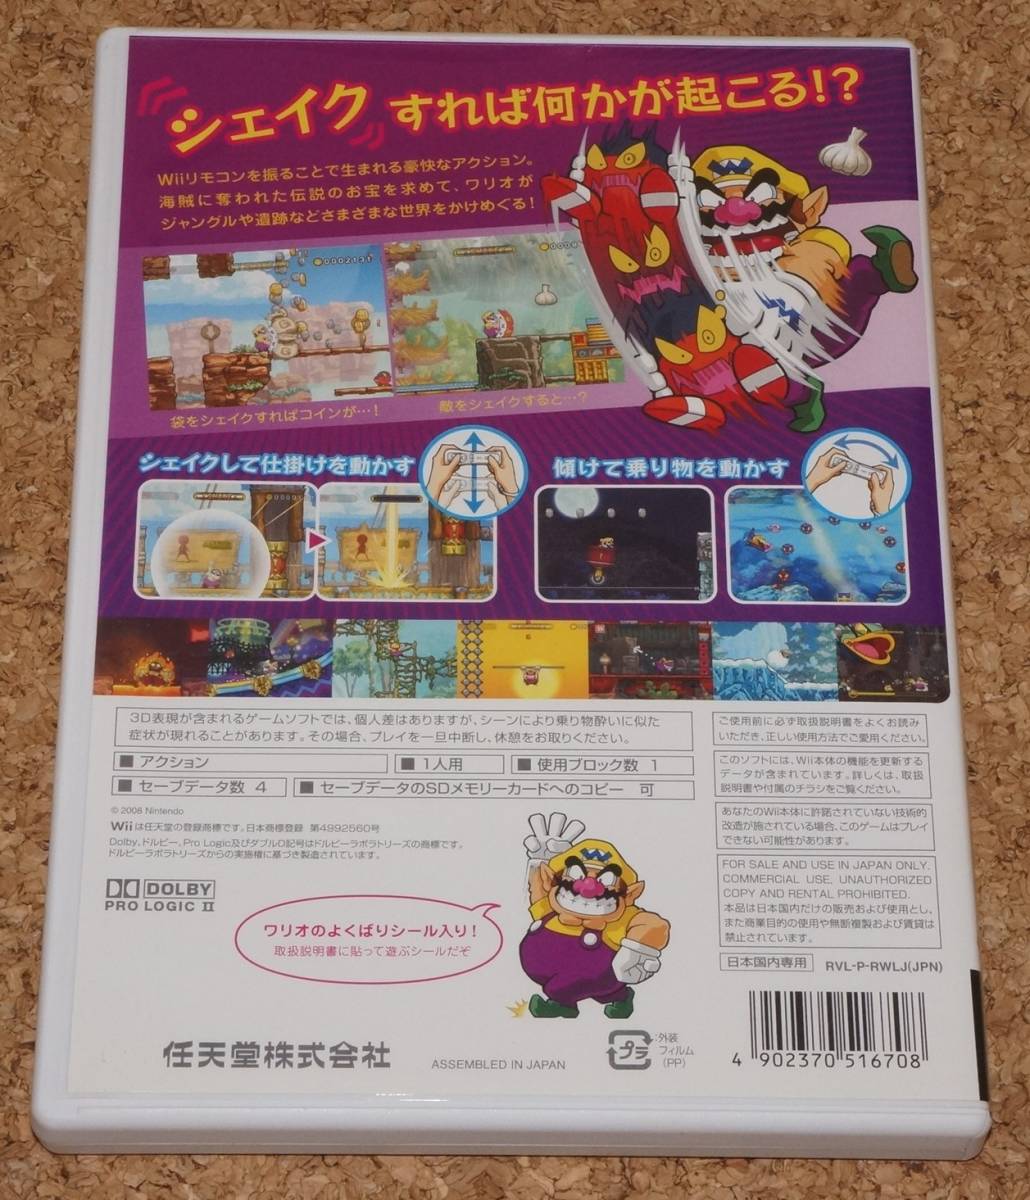 シェイク すれば何かが起こる!?
Wiiリモコンを振ることで生まれる豪快なアクション。
海賊に奪われた伝説のお宝を求めて、ワリオが
ジャングルや遺跡などさまざまな世界をかけめぐる!
袋をシェイクすればコインが…!
敵をシェイクすると…?
シェイクして仕掛けを動かす
傾けて乗り物を動かす
3D表現が含まれるゲームソフトでは、個人差はありますが、シーンにより乗り物酔いに似た
症状が現れることがあります。その場合、プレイを一旦中断し、休憩をお取りください。
■ アクション
■ 1人用
■ 使用ブロック数 1
■ セーブデータ数 4
■ セーブデータのSDメモリーカードへのコピー 可
© 2008 Nintendo
Wiiは任天堂の登録商標です。日本商標登録 第4992560号
Dolby、ドルビー、Pro Logic及びダブルD記号はドルビーラボラトリーズの商標です。
ドルビーラボラトリーズからの実施権に基づき製造されています。
DOLBY
PRO LOGIC II
ワリオのよくばりシール入り!
取扱説明書に貼って遊ぶシールだぞ
ご使用前に必ず取扱説明書をよくお読み
いただき、正しい使用方法でご愛用ください。
このソフトには、Wii本体の機能を更新する
データが含まれています。詳しくは、取扱
説明書や付属のチラシをご覧ください。
あなたのWii本体に許諾されていない技術的
改造が施されている場合、このゲームはプレイ
できない可能性があります。
FOR SALE AND USE IN JAPAN ONLY.
COMMERCIAL USE, UNAUTHORIZED
COPY AND RENTAL PROHIBITED.
本品は日本国内だけの販売および使用とし、
また商業目的の使用や無断複製および賃貸は
禁止されています。
日本国内専用
RVL-P-RWLJ(JPN)
任天堂株式会社
ASSEMBLED IN JAPAN
プラ
:外装
フィルム
(PP)
4 902370 516708